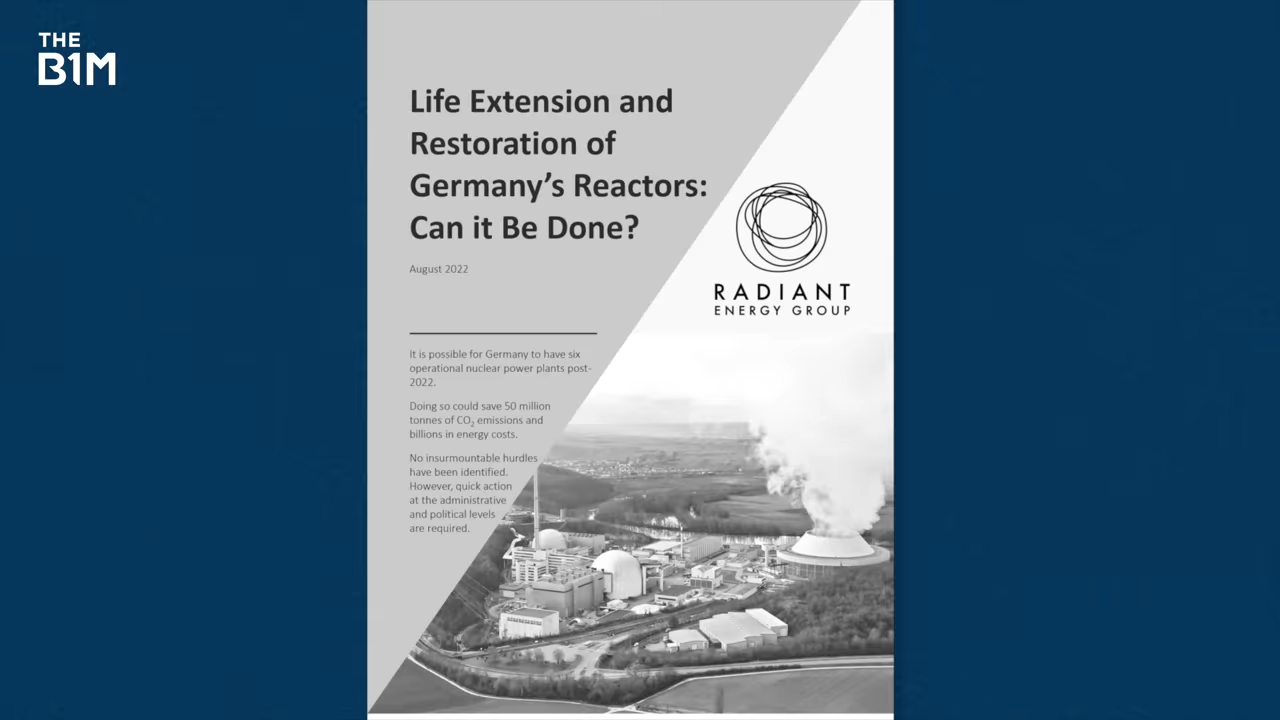 THE
B1M
Life Extension and
Restoration of
Germany’s Reactors:
Can it Be Done?
August 2022
RADIANT
ENERGY GROUP
It is possible for Germany to have six
operational nuclear power plants post-
2022.
Doing so could save 50 million
tonnes of CO₂ emissions and
billions in energy costs.
No insurmountable hurdles
have been identified.
However, quick action
at the administrative
and political levels
are required.